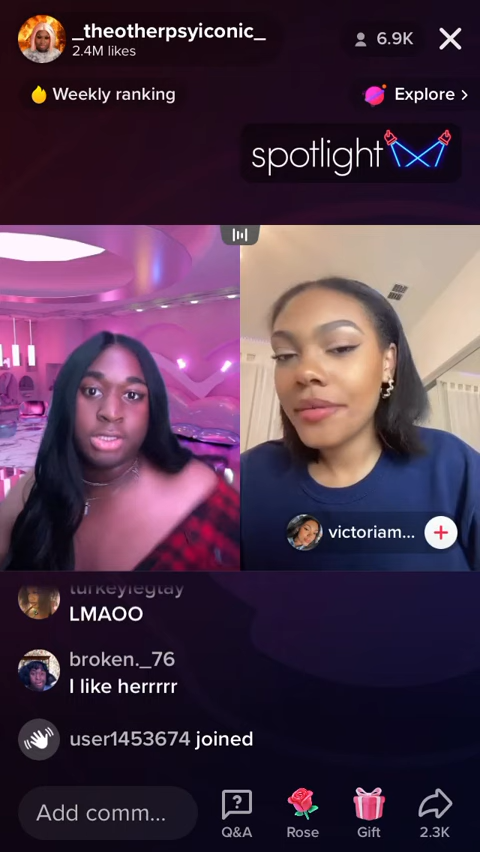 _theotherpsyiconic_
2.4M likes
6.9K
Weekly ranking
Explore >
spotlight
victoriam...
turkeylegtay
LMAOO
broken._76
I like herrrrr
user1453674 joined
Add comm...
Q&A
Rose
Gift
2.3K